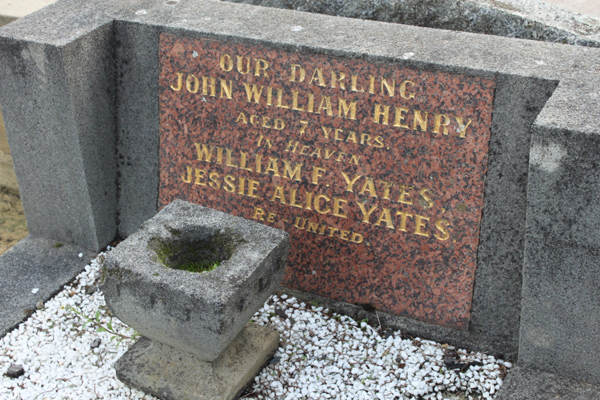 OUR DARLING
JOHN WILLIAM HENRY
AGED 7 YEARS,
IN HEAVEN
WILLIAM F. YATES,
JESSIE ALICE YATES.
RE-UNITED